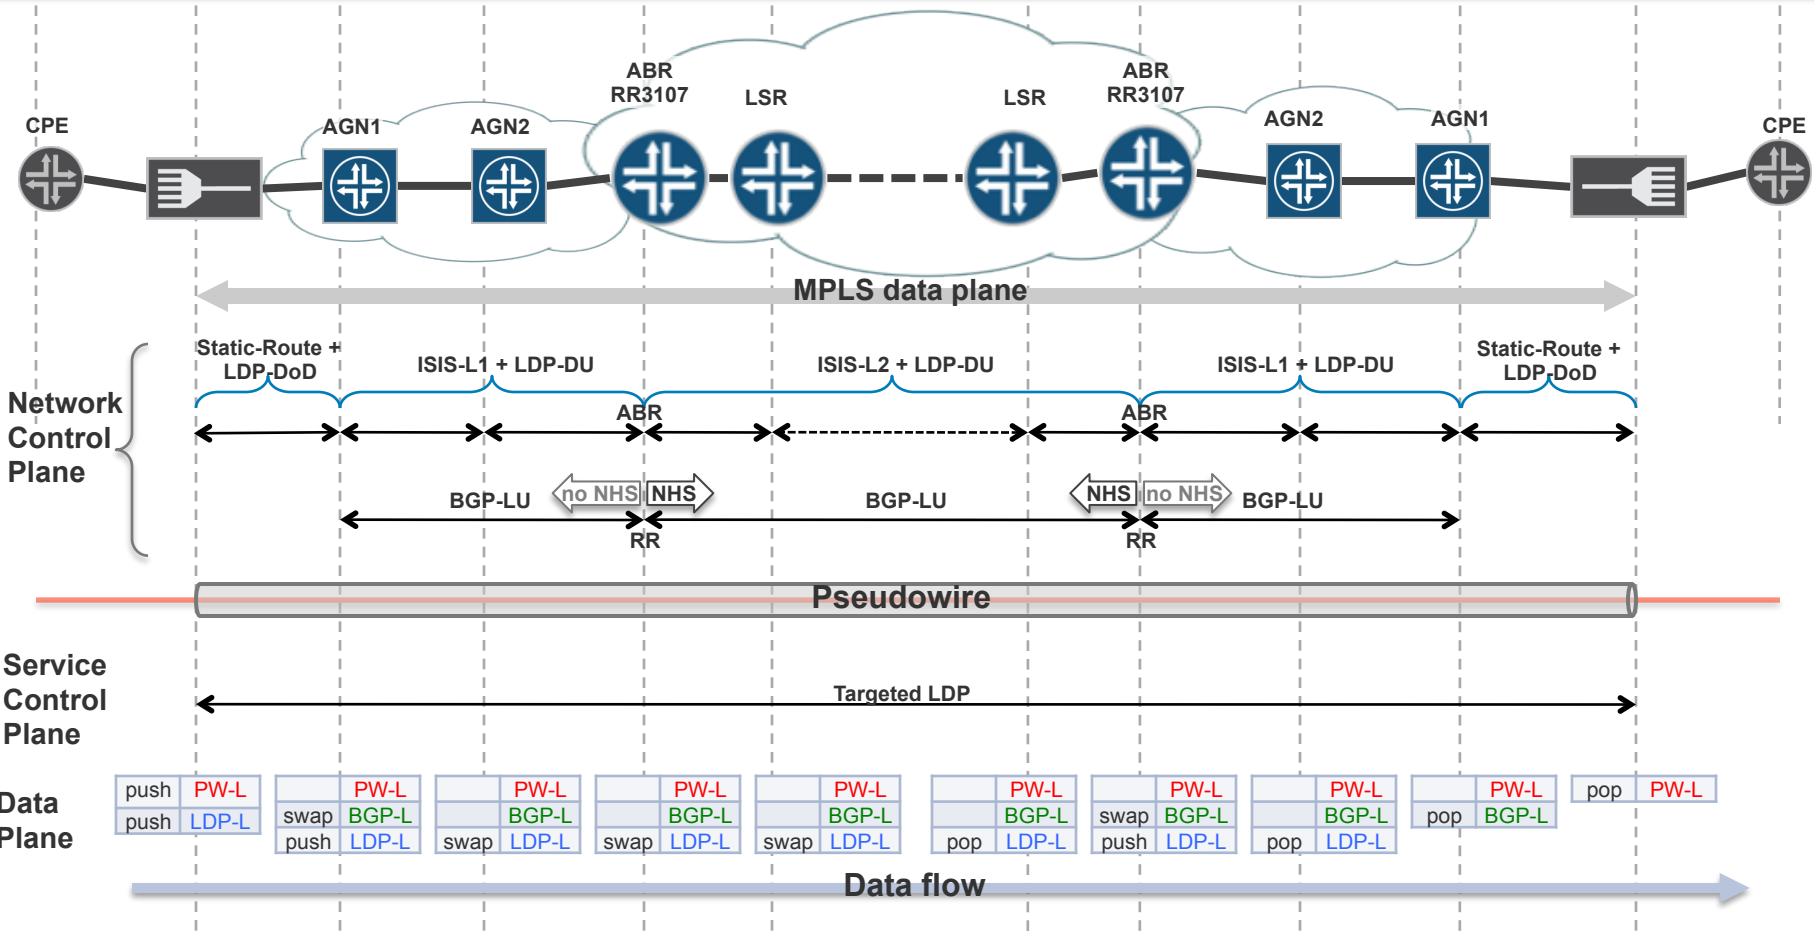 CPE
AGN1
AGN2
ABR
RR3107
LSR
LSR
ABR
RR3107
AGN2
AGN1
CPE
MPLS data plane
Network
Control
Plane
Static-Route +
LDP-DoD
ISIS-L1 + LDP-DU
ISIS-L2 + LDP-DU
ISIS-L1 + LDP-DU
Static-Route +
LDP-DoD
ABR
ABR
BGP-LU
no NHS
NHS
BGP-LU
NHS
no NHS
BGP-LU
RR
RR
Pseudowire
Service
Control
Plane
Targeted LDP
Data
Plane
push PW-L
push LDP-L
PW-L
swap BGP-L
push LDP-L
PW-L
BGP-L
swap LDP-L
PW-L
BGP-L
swap LDP-L
PW-L
BGP-L
swap LDP-L
PW-L
BGP-L
pop LDP-L
PW-L
swap BGP-L
push LDP-L
PW-L
BGP-L
pop LDP-L
PW-L
pop BGP-L
pop PW-L
Data flow